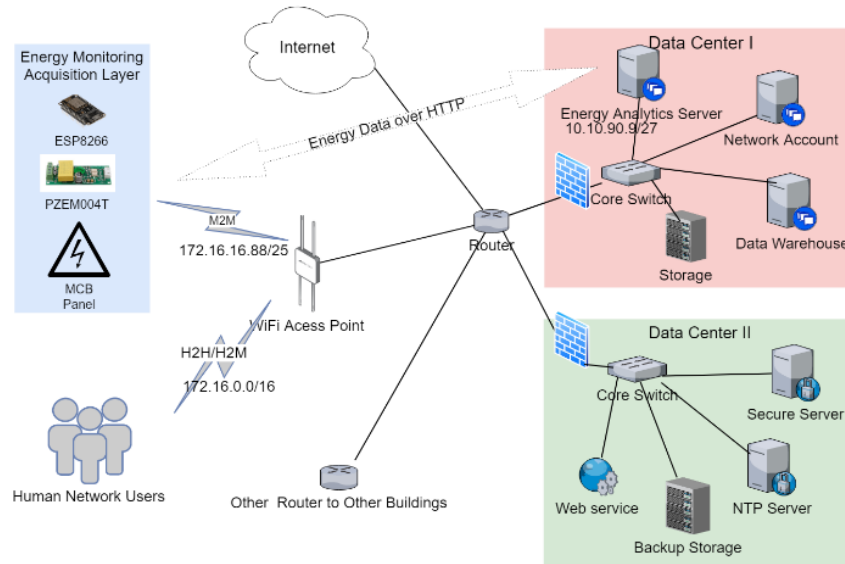 Energy Monitoring
Acquisition Layer
ESP8266
PZEM004T
MCB
Panel
Internet
Energy Data over HTTP
M2M
172.16.16.88/25
WiFi Acess Point
H2H/H2M
172.16.0.0/16
Human Network Users
Router
Other Router to Other Buildings
Data Center I
Energy Analytics Server
10.10.90.9/27
Network Account
Core Switch
Data Warehouse
Storage
Data Center II
Core Switch
Secure Server
Web service
NTP Server
Backup Storage